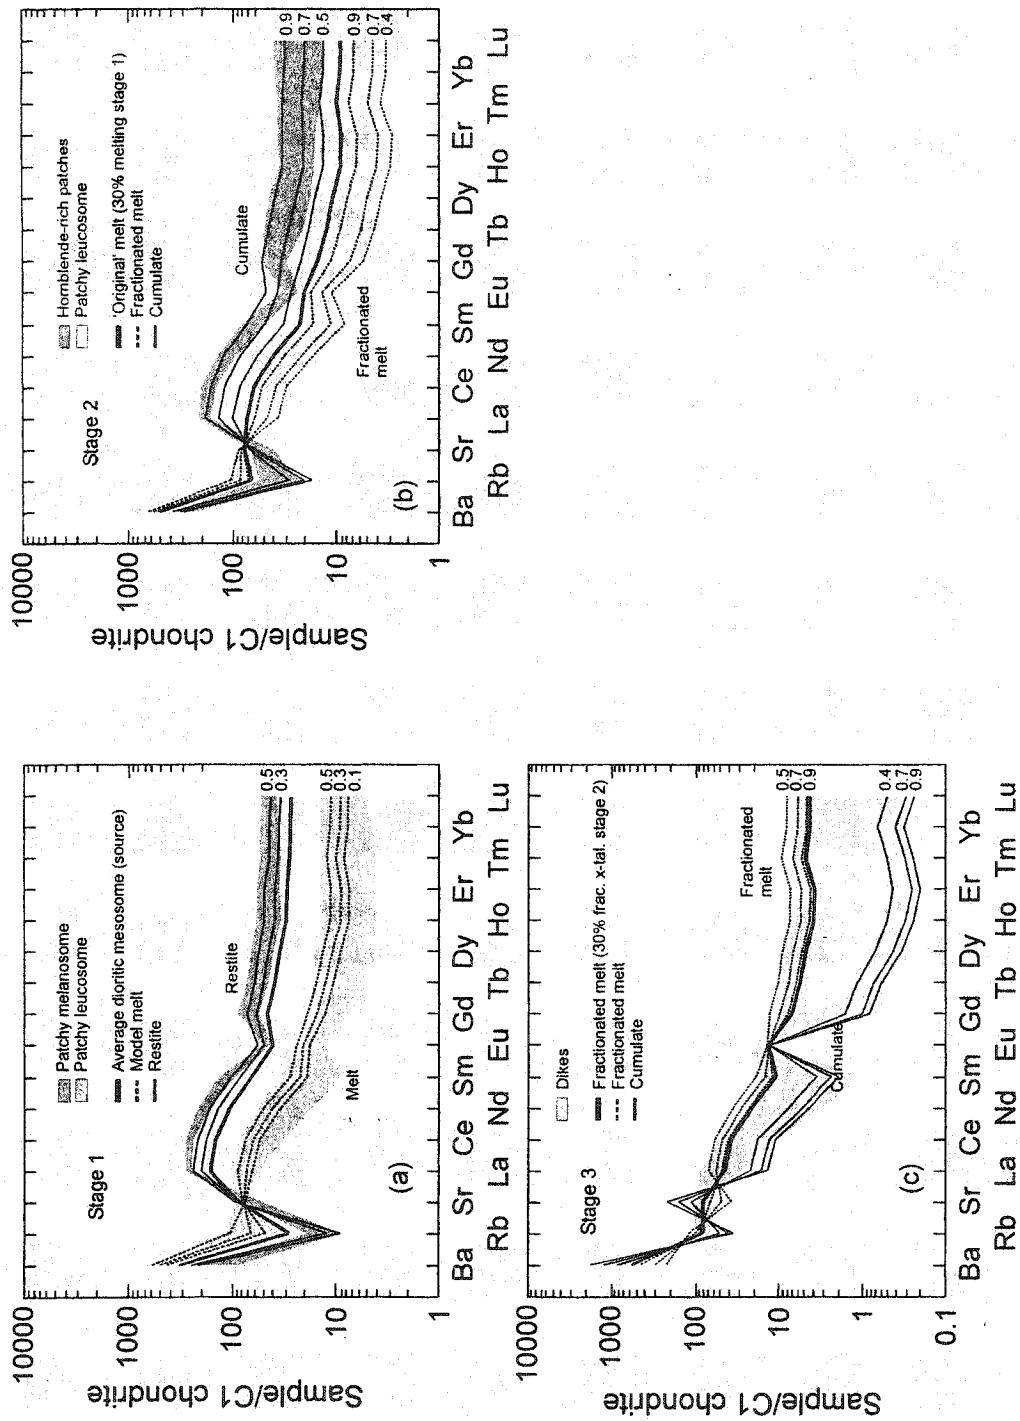 10000
1000
100
10
1
Sample/C1 chondrite
Stage 1
Patchy melanosome
Patchy leucosome
Average dioritic mesosome (source)
Model melt
Restite
Restite
Melt
0.5
0.3
0.5
0.3
0.1
(a)
Ba Sr Ce Sm Gd Dy Er Yb
Rb La Nd Eu Tb Ho Tm Lu
10000
1000
100
10
1
Sample/C1 chondrite
Stage 2
Hornblende-rich patches
Patchy leucosome
'Original' melt (30% melting stage 1)
Fractionated melt
Cumulate
Cumulate
Fractionated
melt
0.9
0.7
0.5
0.9
0.7
0.4
(b)
Ba Sr Ce Sm Gd Dy Er Yb
Rb La Nd Eu Tb Ho Tm Lu
10000
1000
100
10
1
0.1
Sample/C1 chondrite
Stage 3
Dikes
Fractionated melt (30% frac. x-tal. stage 2)
Fractionated melt
Cumulate
Fractionated
melt
Cumulate
0.5
0.7
0.9
0.4
0.7
0.9
(c)
Ba Sr Ce Sm Gd Dy Er Yb
Rb La Nd Eu Tb Ho Tm Lu